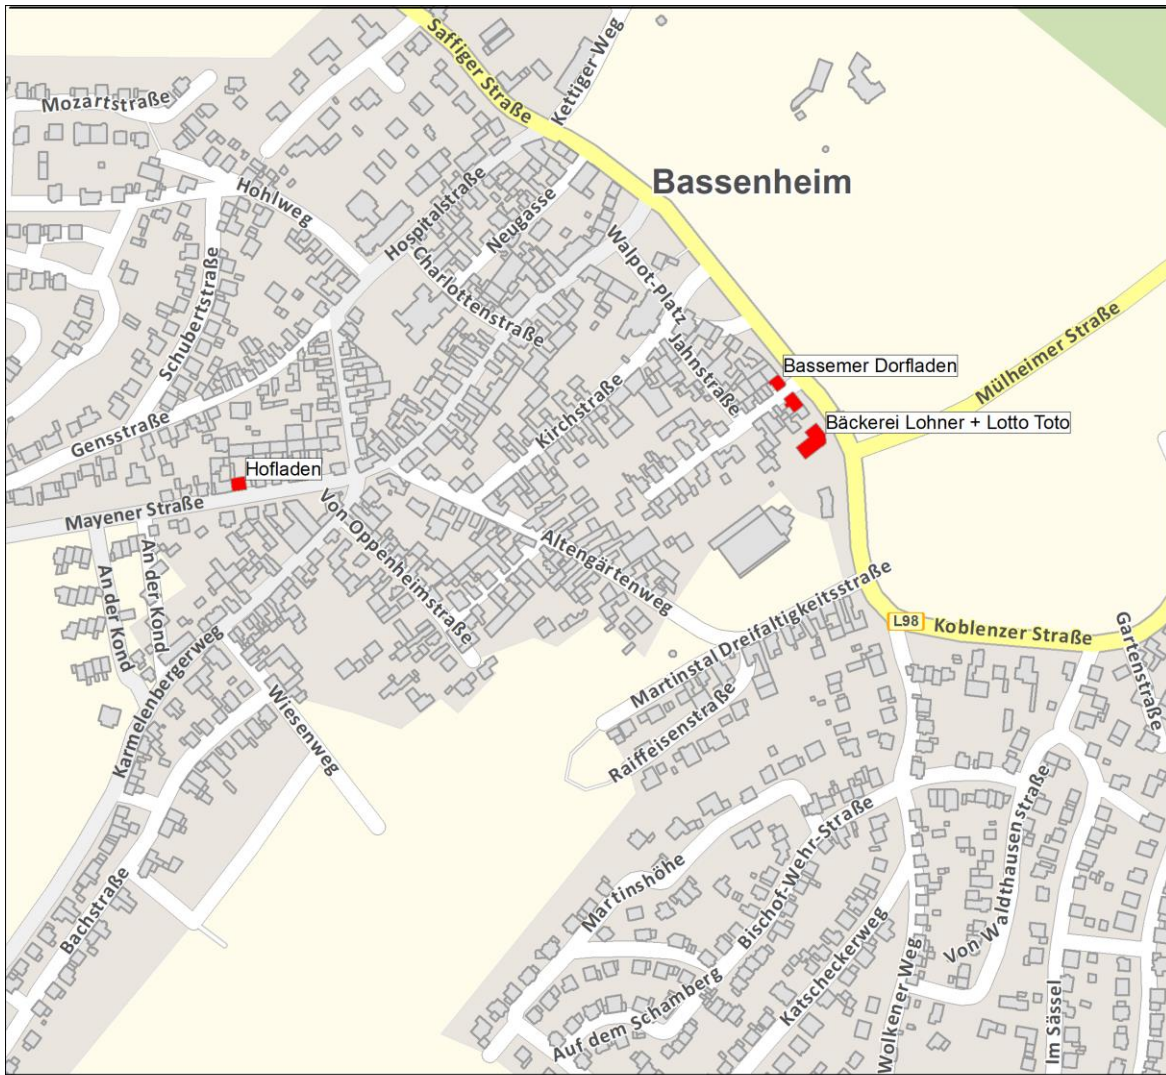 Saffiger Straße
Kettiger Weg
Mozartstraße
Bassenheim
Hohlweg
Hospitalstraße
Neugasse
Charlottenstraße
Walpot-Platz
Schubertstraße
Mülheimer Straße
Jahnstraße
Bassemer Dorfladen
Kirchstraße
Bäckerei Lohner + Lotto Toto
Gensstraße
Hofladen
Mayener Straße
Von Oppenheimstraße
Altengärtenweg
An der Kond
An der Kond
Martinstal Dreifaltigkeitsstraße
L98
Koblenzer Straße
Gartenstraße
Karmelenbergerweg
Wiesenweg
Raiffeisenstraße
Von Waldthausenstraße
Martinshöhe
Bischof-Wehr-Straße
Bachstraße
Katscheckerweg
Auf dem Schamberg
Wolkener Weg
Im Sässel